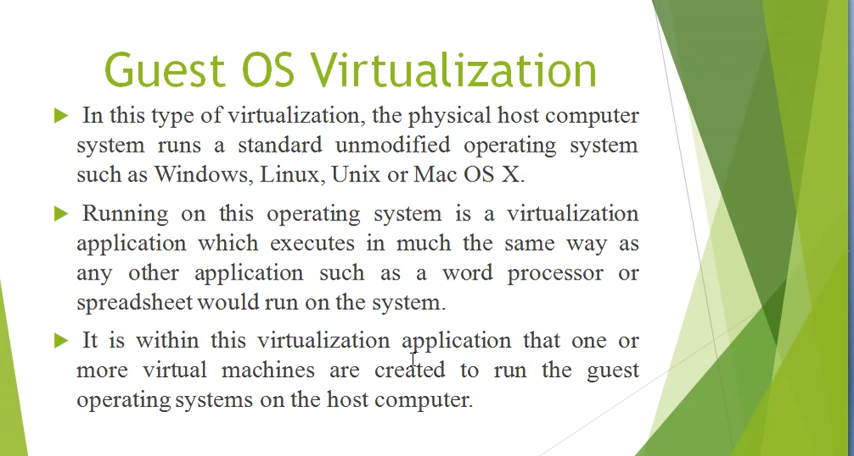 Guest OS Virtualization
In this type of virtualization, the physical host computer
system runs a standard unmodified operating system
such as Windows, Linux, Unix or Mac OS X.
Running on this operating system is a virtualization
application which executes in much the same way as
any other application such as a word processor or
spreadsheet would run on the system.
It is within this virtualization application that one or
more virtual machines are created to run the guest
operating systems on the host computer.